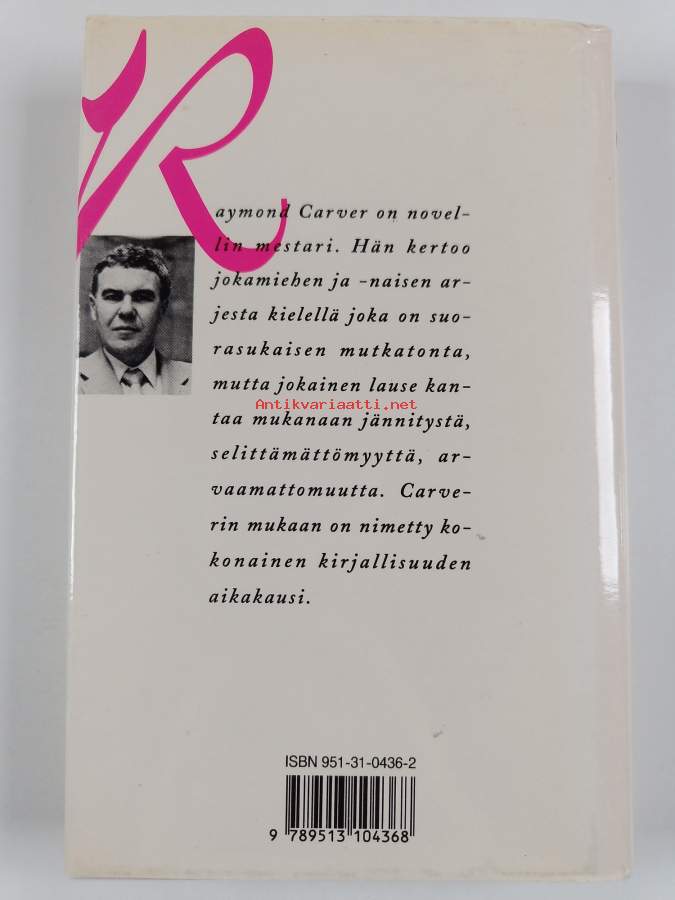 Raymond Carver on novel-
lin mestari. Hän kertoo
jokamiehen ja -naisen ar-
jesta kielellä joka on suo-
rasukaisen mutkatonta,
mutta jokainen lause kan-
Antikvariaatti.net
taa mukanaan jännitystä,
selittämättömyyttä, ar-
vaamattomuutta. Carve-
rin mukaan on nimetty ko-
konainen kirjallisuuden
aikakausi.
ISBN 951-31-0436-2
9 789513 104368